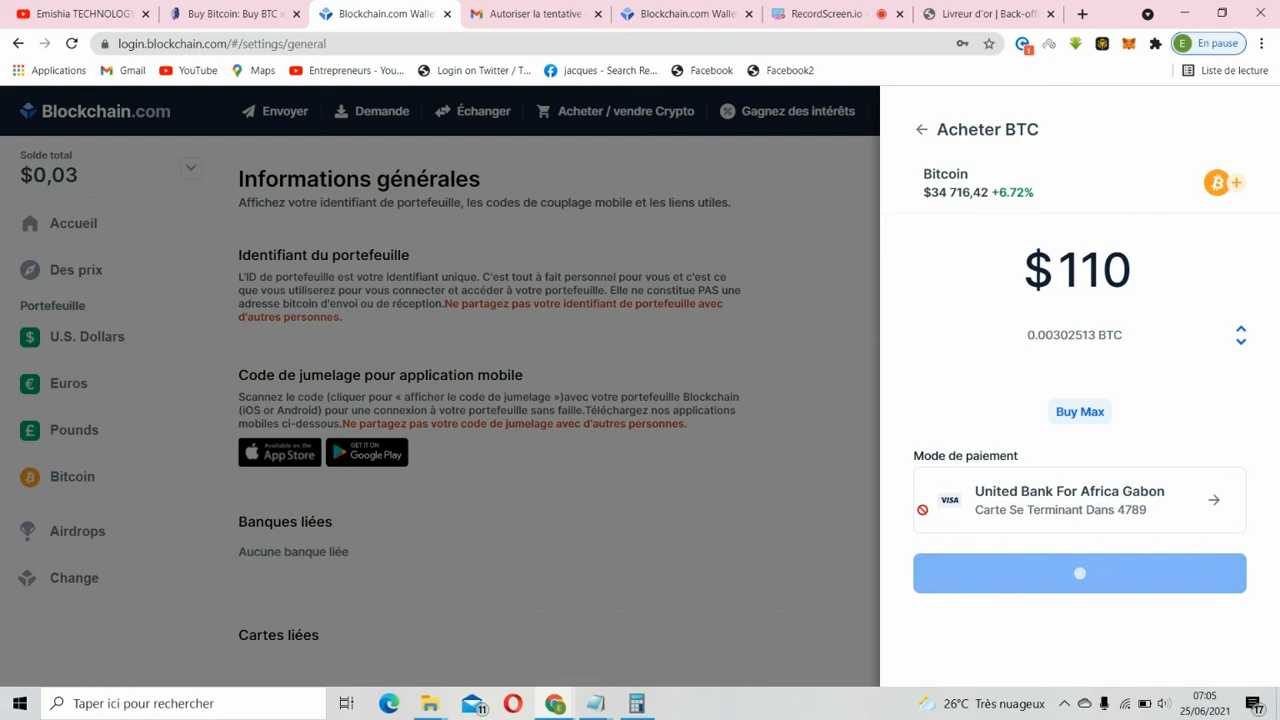 Emishia TECHNOLOGY
Buy Bitcoin: Buy BTC w
Blockchain.com Walle
Autoriser la tentative d
Blockchain.com Wall
RecordScreen.io -
Livreur d'or | Back-offi
login.blockchain.com/#/settings/general
1
E En pause
Applications
Gmail
YouTube
Maps
Entrepreneurs - You...
Login on Twitter / T...
jacques - Search Re...
Facebook
Facebook2
Liste de lecture
Blockchain.com
Envoyer
Demande
Échanger
Acheter / vendre Crypto
Gagnez des intérêts
Solde total
$0,03
Accueil
Des prix
Portefeuille
U.S. Dollars
Euros
Pounds
Bitcoin
Airdrops
Change
Informations générales
Affichez votre identifiant de portefeuille, les codes de couplage mobile et les liens utiles.
Identifiant du portefeuille
L'ID de portefeuille est votre identifiant unique. C'est tout à fait personnel pour vous et c'est ce
que vous utiliserez pour vous connecter et accéder à votre portefeuille. Elle ne constitue PAS une
adresse bitcoin d'envoi ou de réception.Ne partagez pas votre identifiant de portefeuille avec
d'autres personnes.
Code de jumelage pour application mobile
Scannez le code (cliquer pour « afficher le code de jumelage »)avec votre portefeuille Blockchain
(iOS or Android) pour une connexion à votre portefeuille sans faille.Téléchargez nos applications
mobiles ci-dessous.Ne partagez pas votre code de jumelage avec d'autres personnes.
Available on the
App Store
GET IT ON
Google Play
Banques liées
Aucune banque liée
Cartes liées
Acheter BTC
Bitcoin
$34 716,42 +6.72%
$110
0.00302513 BTC
Buy Max
Mode de paiement
VISA
United Bank For Africa Gabon
Carte Se Terminant Dans 4789
Taper ici pour rechercher
11
26°C Très nuageux
07:05
25/06/2021
17